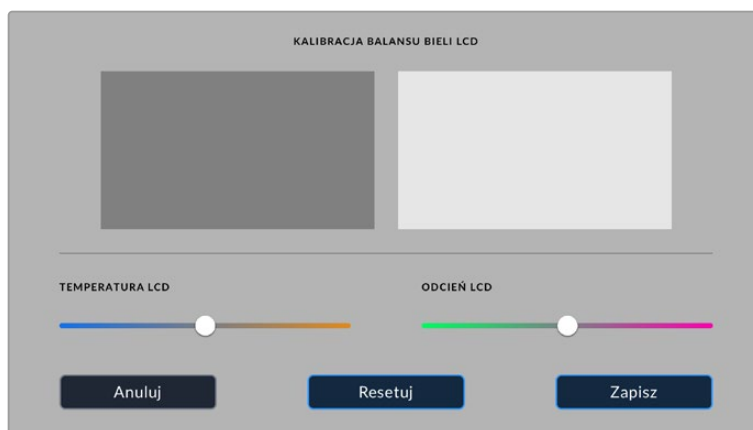 KALIBRACJA BALANSU BIELI LCD
TEMPERATURA LCD
ODCIEŃ LCD
Anuluj
Resetuj
Zapisz